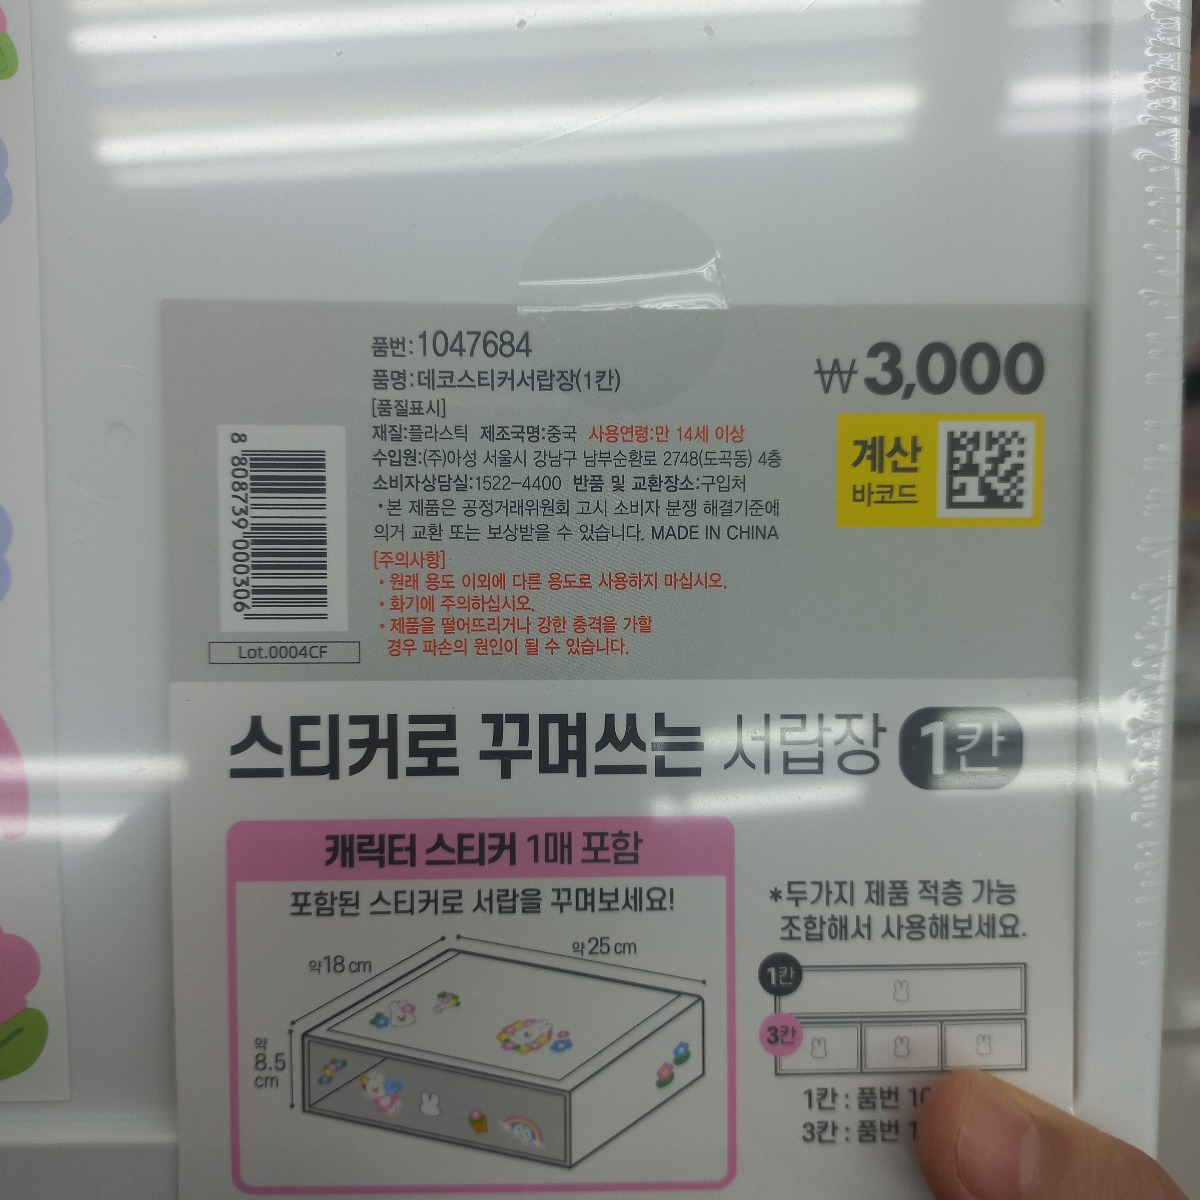 품번:1047684
품명:데코스티커서랍장(1칸)
[품질표시]
재질:플라스틱 제조국명:중국 사용연령:만 14세 이상
수입원:(주)아성 서울시 강남구 남부순환로 2748(도곡동) 4층
소비자상담실:1522-4400 반품 및 교환장소:구입처
·본 제품은 공정거래위원회 고시 소비자 분쟁 해결기준에
의거 교환 또는 보상받을 수 있습니다. MADE IN CHINA
[주의사항]
·원래 용도 이외에 다른 용도로 사용하지 마십시오.
·화기에 주의하십시오.
·제품을 떨어뜨리거나 강한 충격을 가할
경우 파손의 원인이 될 수 있습니다.
₩3,000
계산
바코드
8 808739 000306
Lot.0004CF
스티커로 꾸며쓰는 서랍장 1칸
캐릭터 스티커 1매 포함
포함된 스티커로 서랍을 꾸며보세요!
약18 cm
약25 cm
약
8.5
cm
*두가지 제품 적층 가능
조합해서 사용해보세요.
1칸
3칸
1칸 : 품번 10
3칸 : 품번 1